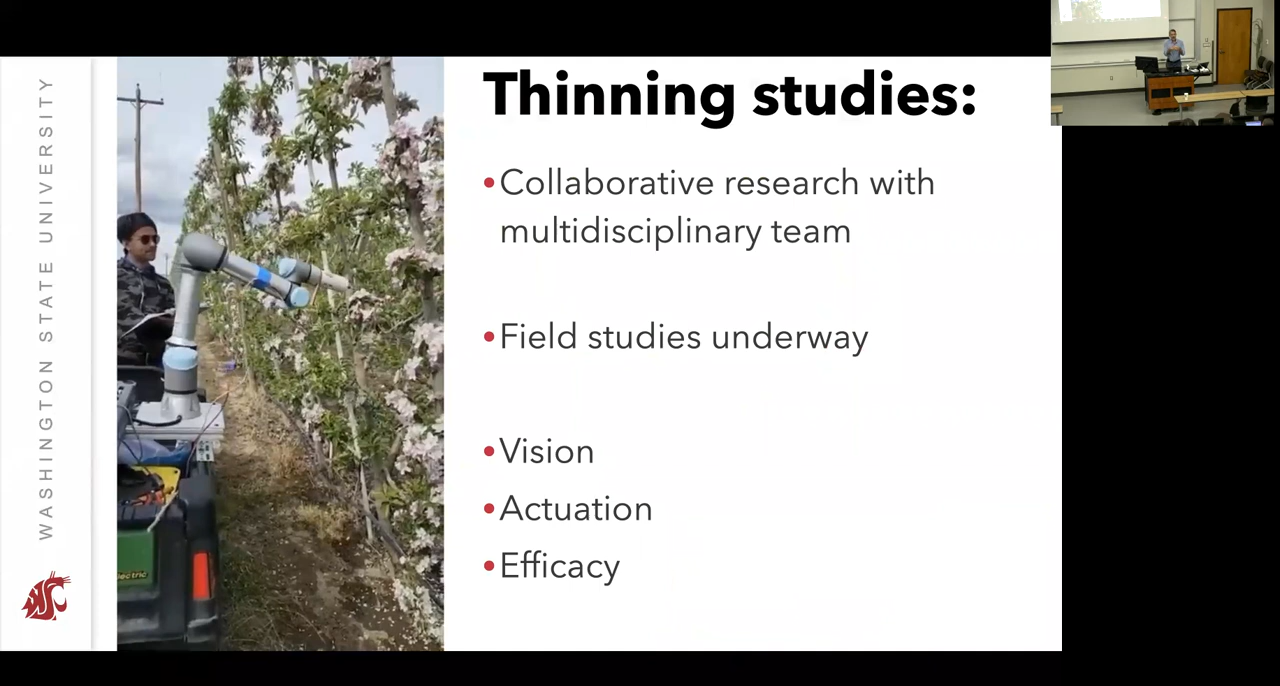 WASHINGTON STATE UNIVERSITY
Thinning studies:
•Collaborative research with
multidisciplinary team
•Field studies underway
•Vision
•Actuation
•Efficacy